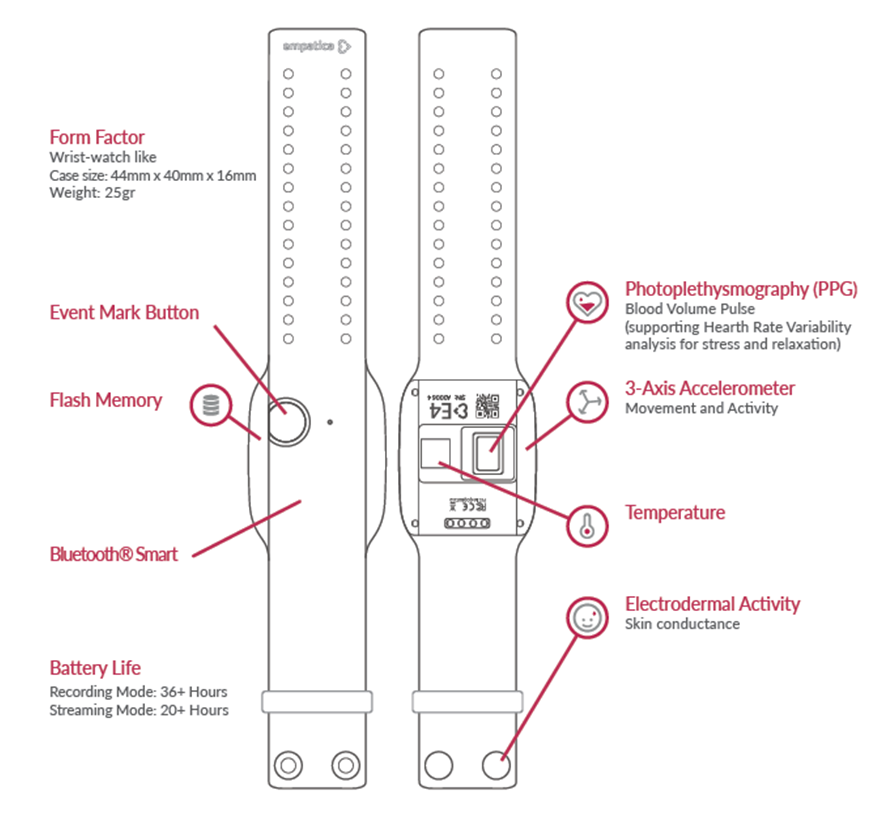 empatica
Form Factor
Wrist-watch like
Case size: 44mm x 40mm x 16mm
Weight: 25gr
Event Mark Button
Flash Memory
Bluetooth® Smart
Battery Life
Recording Mode: 36+ Hours
Streaming Mode: 20+ Hours
E4
FC CE
Photoplethysmography (PPG)
Blood Volume Pulse
(supporting Hearth Rate Variability
analysis for stress and relaxation)
3-Axis Accelerometer
Movement and Activity
Temperature
Electrodermal Activity
Skin conductance